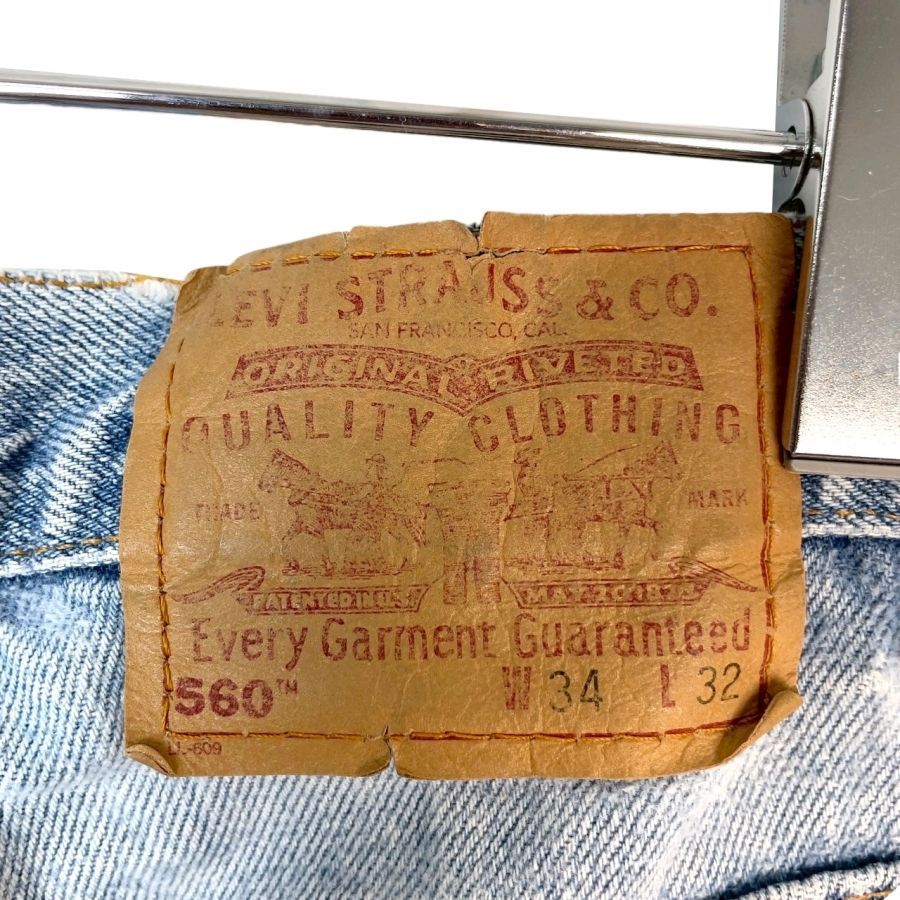 LEVI STRAUSS & CO.
SAN FRANCISCO, CAL.
ORIGINAL RIVETED
QUALITY CLOTHING
TRADE MARK
PATENTED IN U.S. MAY 20 1873
Every Garment Guaranteed
560™ W 34 L 32
LL-609